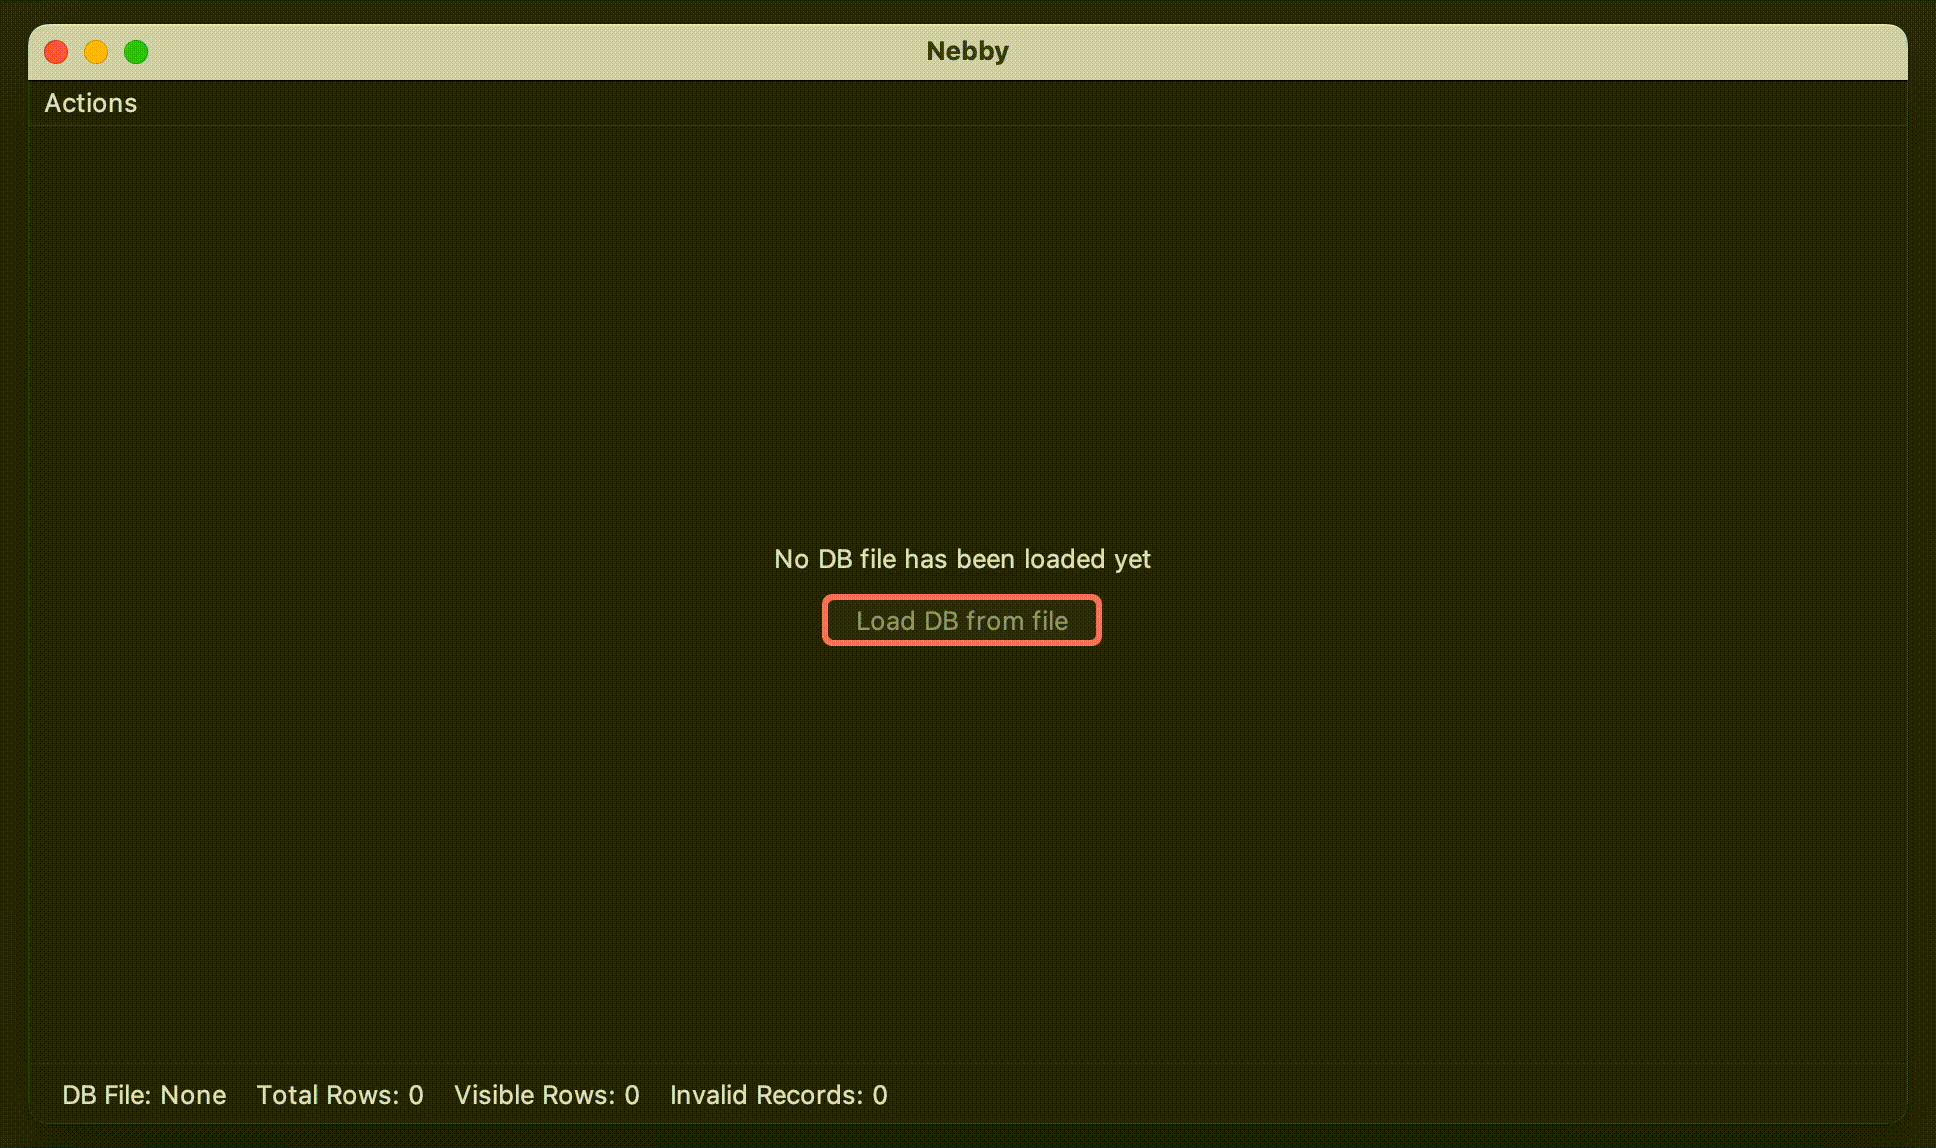 Nebby
Actions
No DB file has been loaded yet
Load DB from file
DB File: None Total Rows: 0 Visible Rows: 0 Invalid Records: 0